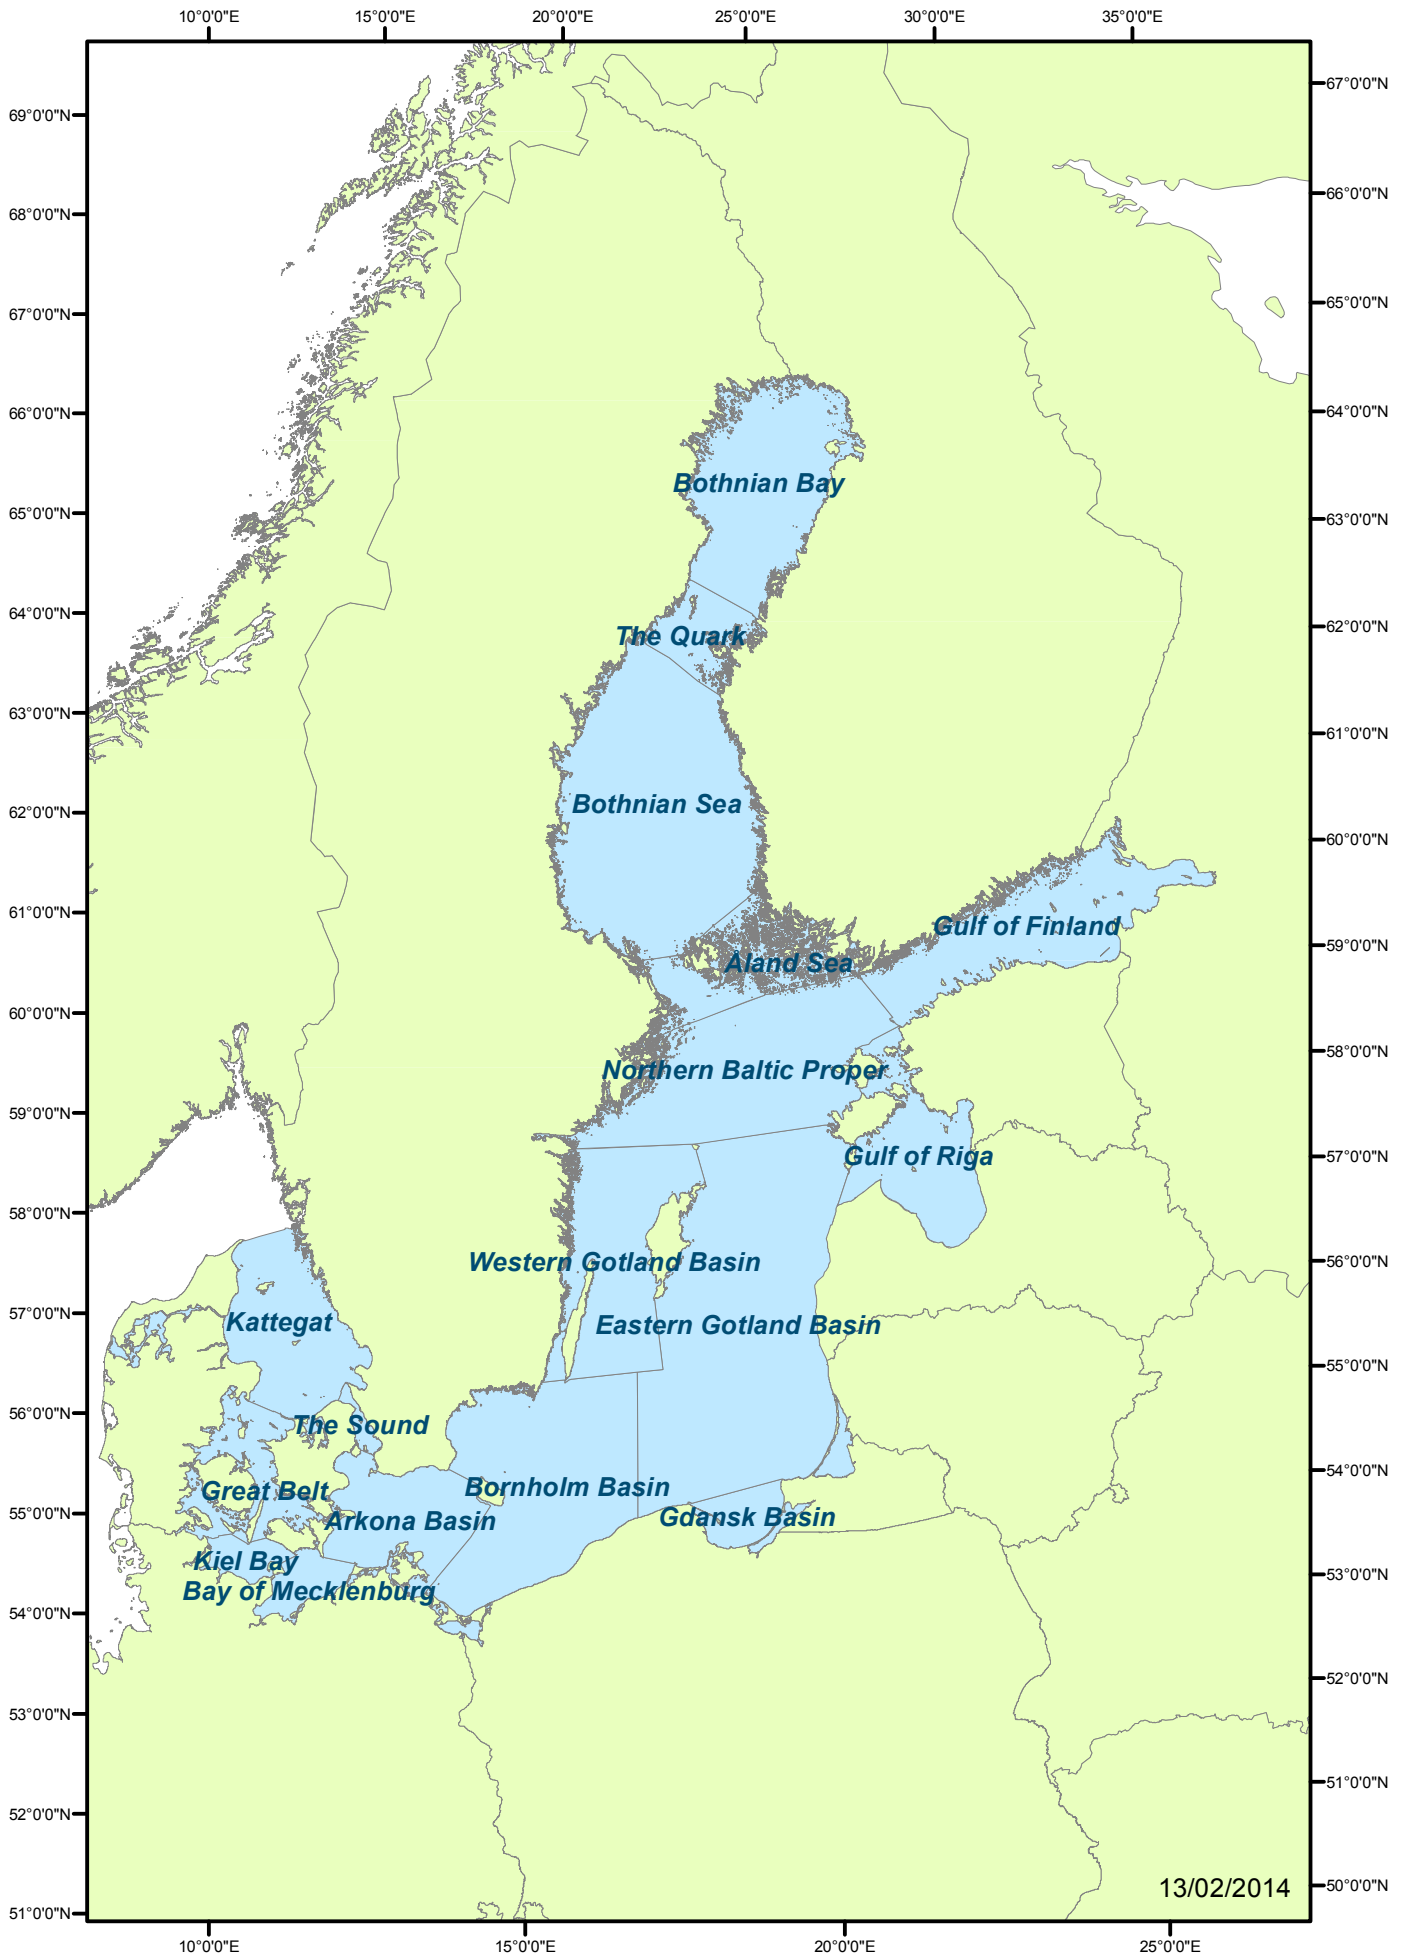 10°0'0"E
15°0'0"E
20°0'0"E
25°0'0"E
30°0'0"E
35°0'0"E
67°0'0"N
69°0'0"N
66°0'0"N
68°0'0"N
65°0'0"N
67°0'0"N
64°0'0"N
66°0'0"N
Bothnian Bay
65°0'0"N
63°0'0"N
64°0'0"N
62°0'0"N
The Quark
63°0'0"N
61°0'0"N
Bothnian Sea
62°0'0"N
60°0'0"N
61°0'0"N
Gulf of Finland
59°0'0"N
Åland Sea
60°0'0"N
58°0'0"N
Northern Baltic Proper
59°0'0"N
Gulf of Riga
57°0'0"N
58°0'0"N
Western Gotland Basin
56°0'0"N
57°0'0"N
Kattegat
Eastern Gotland Basin
55°0'0"N
56°0'0"N
The Sound
54°0'0"N
Great Belt
Bornholm Basin
55°0'0"N
Arkona Basin
Gdansk Basin
Kiel Bay
53°0'0"N
Bay of Mecklenburg
54°0'0"N
52°0'0"N
53°0'0"N
51°0'0"N
52°0'0"N
13/02/2014
50°0'0"N
51°0'0"N
10°0'0"E
15°0'0"E
20°0'0"E
25°0'0"E